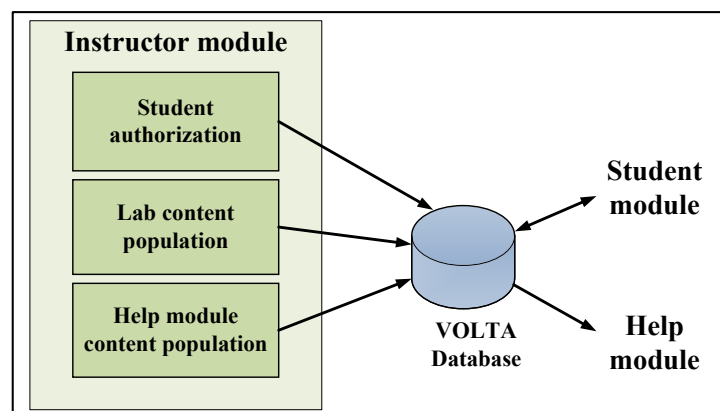 Instructor module
Student
authorization
Lab content
population
Help module
content population
VOLTA
Database
Student
module
Help
module